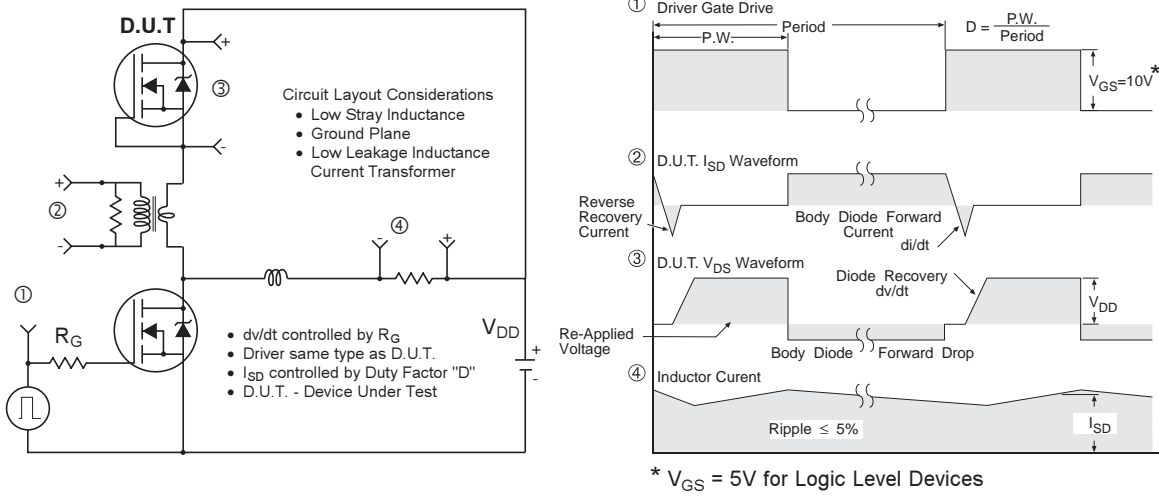 D.U.T
+
③
-
Circuit Layout Considerations
• Low Stray Inductance
• Ground Plane
• Low Leakage Inductance
Current Transformer
+
②
-
④
- +
①
R_G
• dv/dt controlled by R_G
• Driver same type as D.U.T.
• I_SD controlled by Duty Factor "D"
• D.U.T. - Device Under Test
V_DD
+
-
① Driver Gate Drive
P.W.
Period
D = P.W. / Period
V_GS=10V *
② D.U.T. I_SD Waveform
Reverse
Recovery
Current
Body Diode Forward
Current
di/dt
③ D.U.T. V_DS Waveform
Diode Recovery
dv/dt
V_DD
Re-Applied
Voltage
Body Diode Forward Drop
④ Inductor Curent
Ripple ≤ 5%
I_SD
* V_GS = 5V for Logic Level Devices